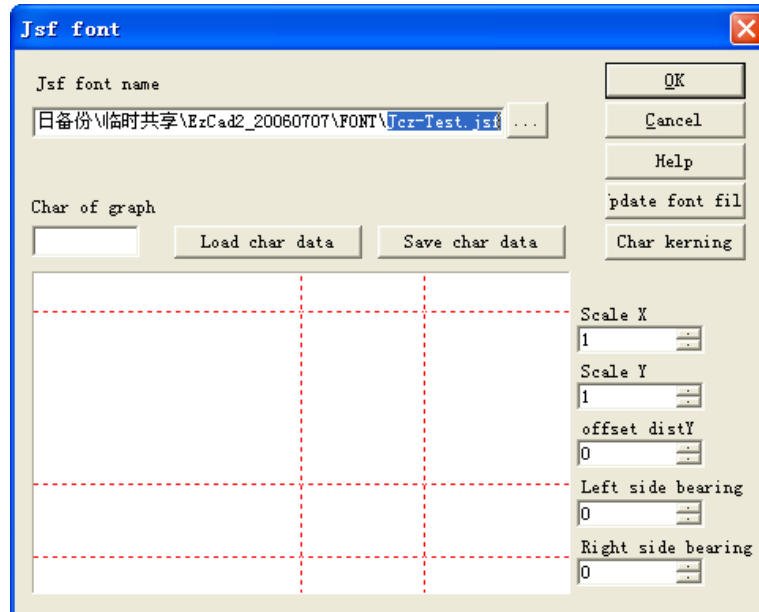 Jsf font
Jsf font name
日备份\临时共享\EzCad2_20060707\FONT\Jcz-Test.jsf
...
OK
Cancel
Help
pdate font fil
Char kerning
Char of graph
Load char data
Save char data
Scale X
1
Scale Y
1
offset distY
0
Left side bearing
0
Right side bearing
0